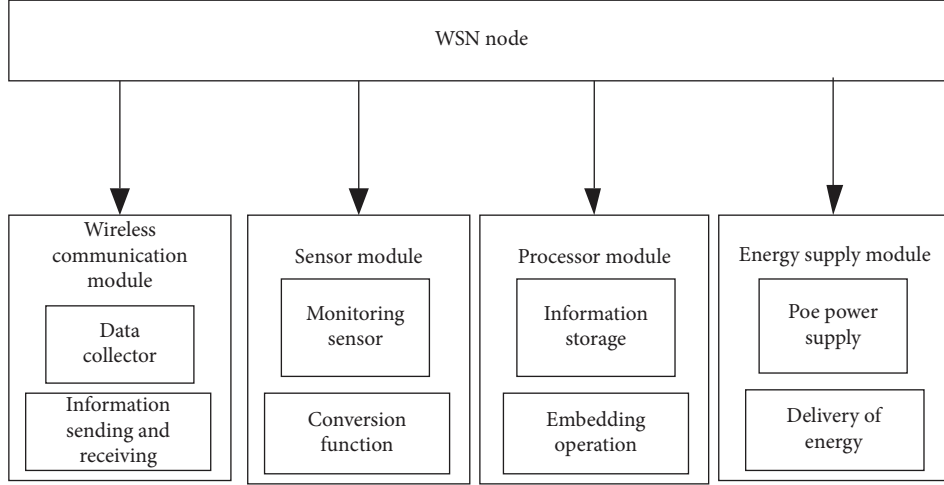 WSN node
Wireless
communication
module
Data
collector
Information
sending and
receiving
Sensor module
Monitoring
sensor
Conversion
function
Processor module
Information
storage
Embedding
operation
Energy supply module
Poe power
supply
Delivery of
energy